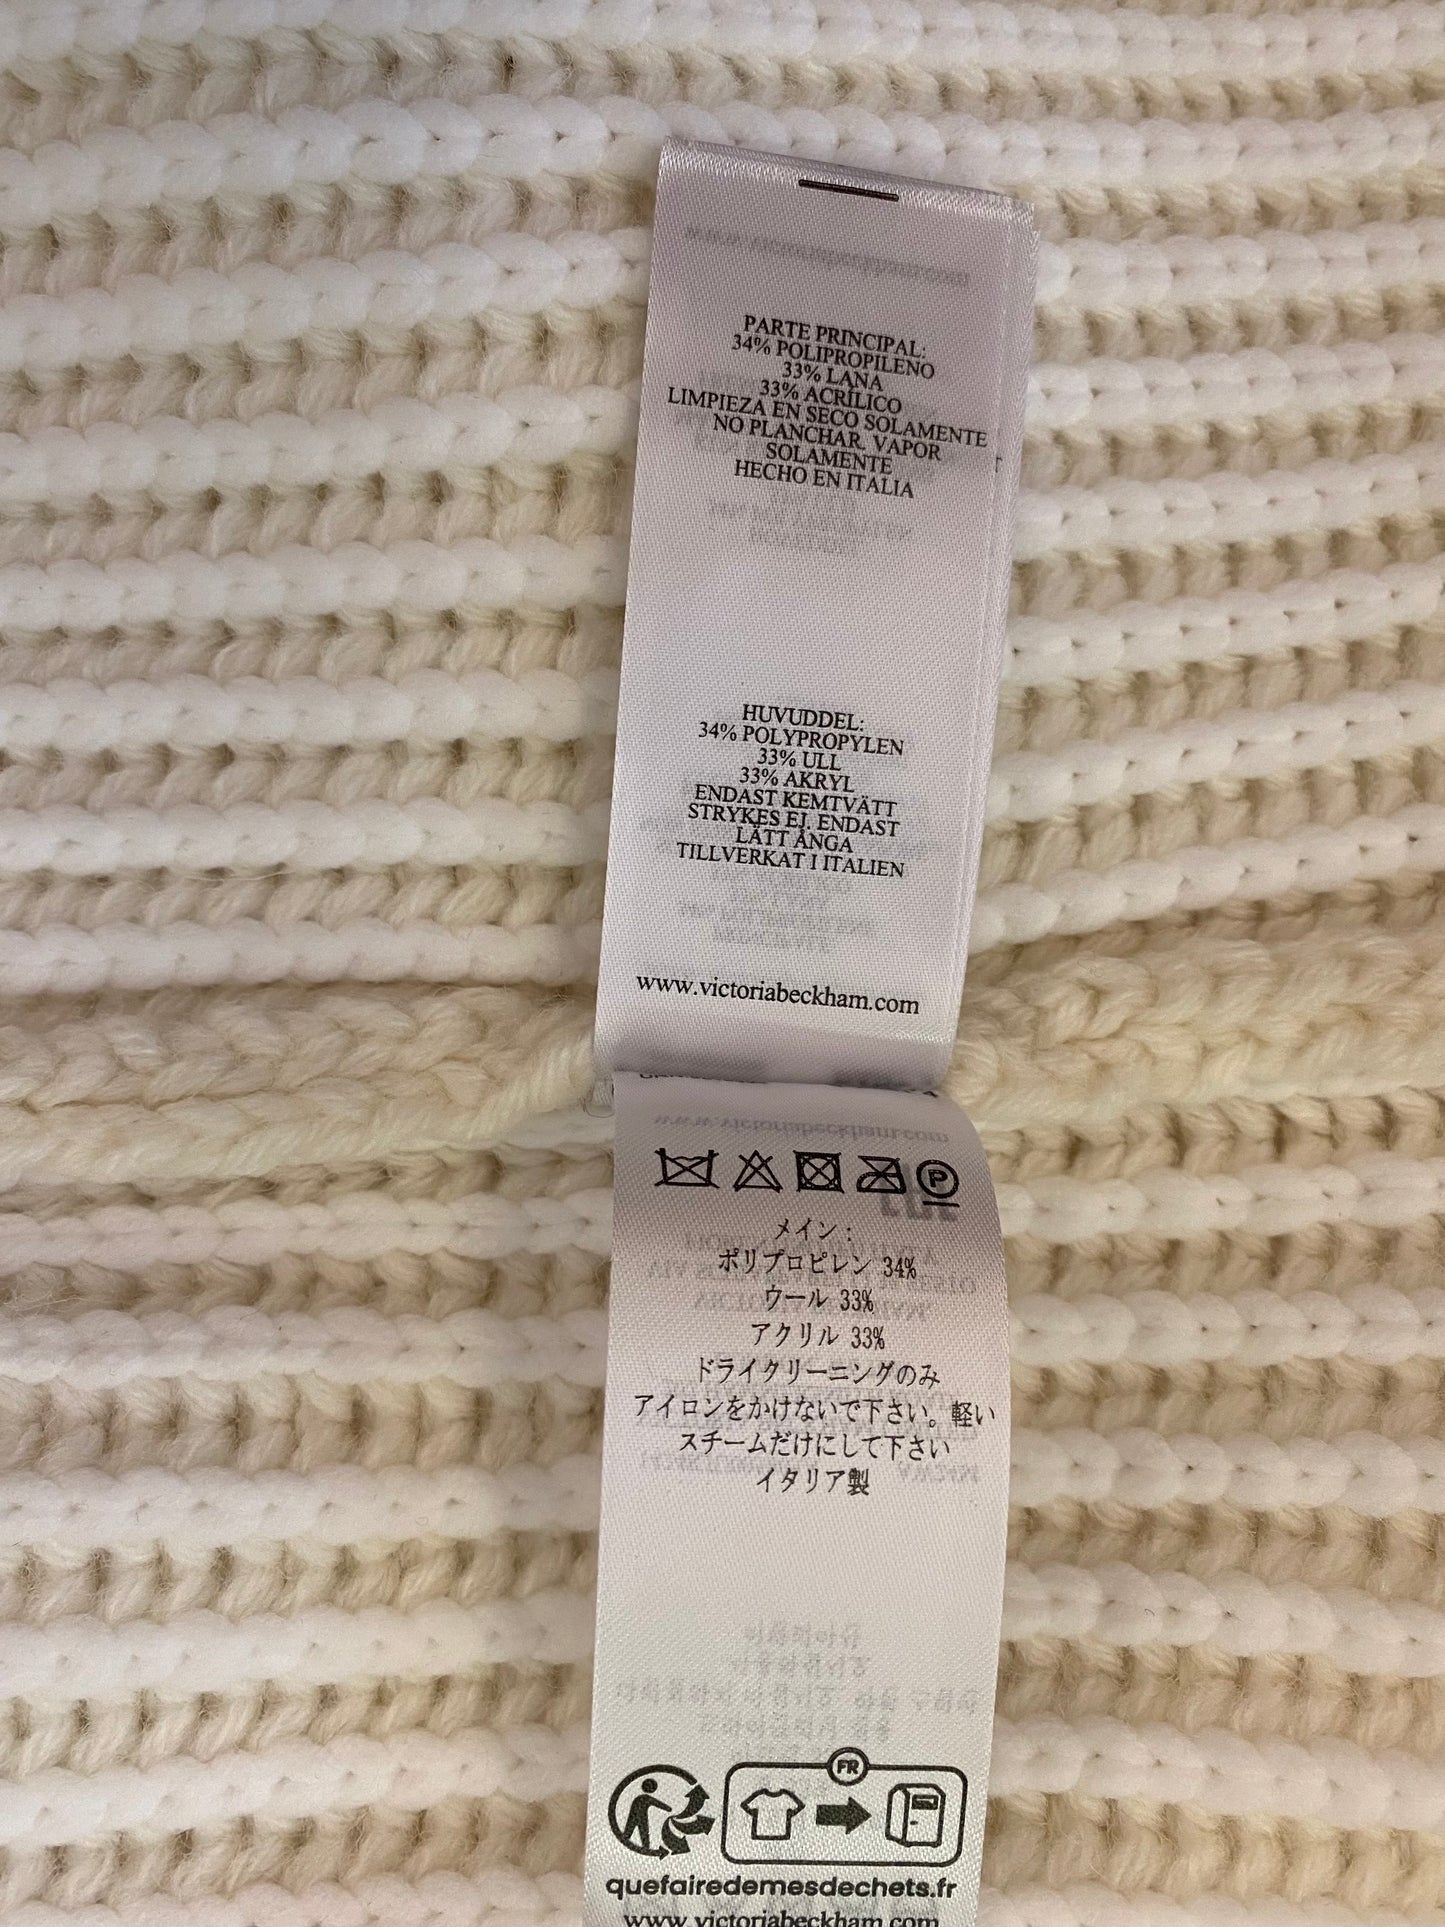 PARTE PRINCIPAL:
34% POLIPROPILENO
33% LANA
33% ACRÍLICO
LIMPIEZA EN SECO SOLAMENTE
NO PLANCHAR, VAPOR
SOLAMENTE
HECHO EN ITALIA
HUVUDDEL:
34% POLYPROPYLEN
33% ULL
33% AKRYL
ENDAST KEMTVÄTT
STRYKES EJ, ENDAST
LÄTT ÅNGA
TILLVERKAT I ITALIEN
www.victoriabeckham.com
P
メイン：
ポリプロピレン 34%
ウール 33%
アクリル 33%
ドライクリーニングのみ
アイロンをかけないで下さい。軽い
スチームだけにして下さい
イタリア製
FR
quefairedemesdechets.fr
www.victoriabeckham.com